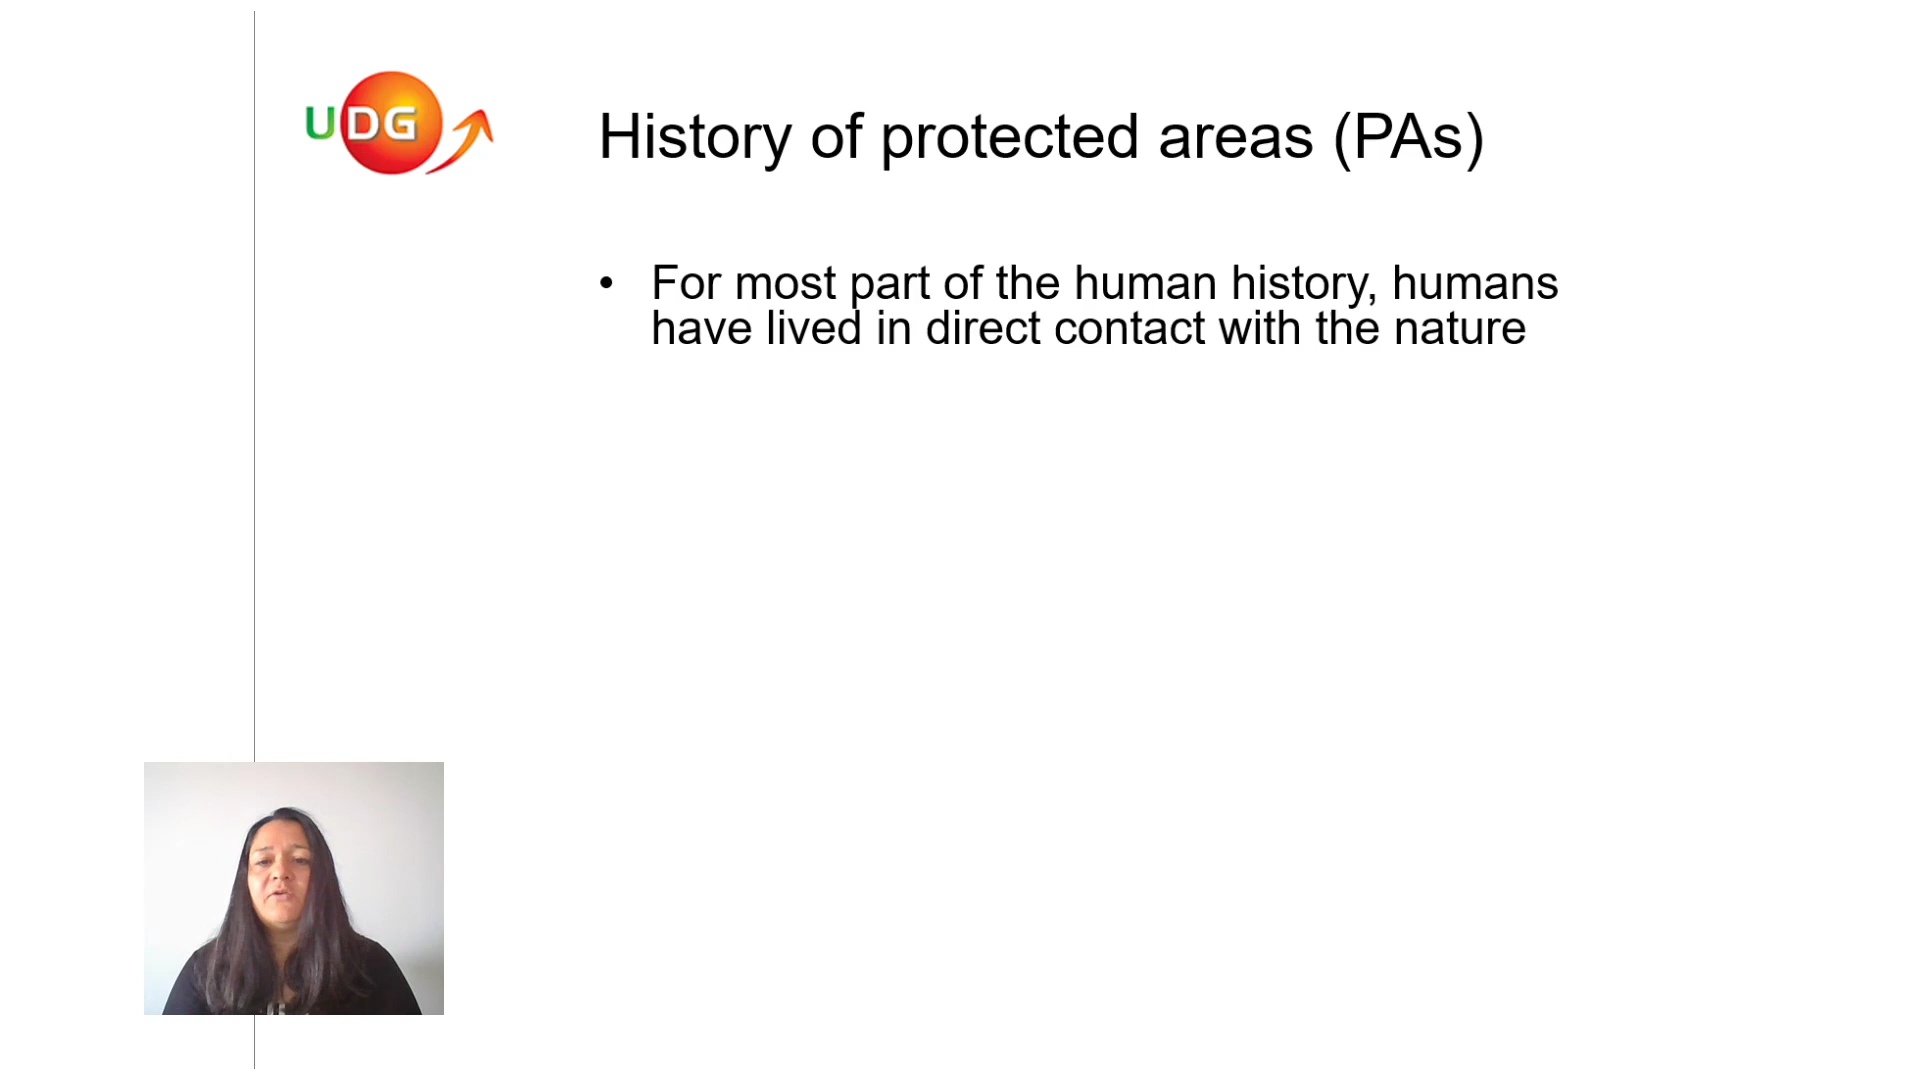 UDG
History of protected areas (PAs)
• For most part of the human history, humans
have lived in direct contact with the nature